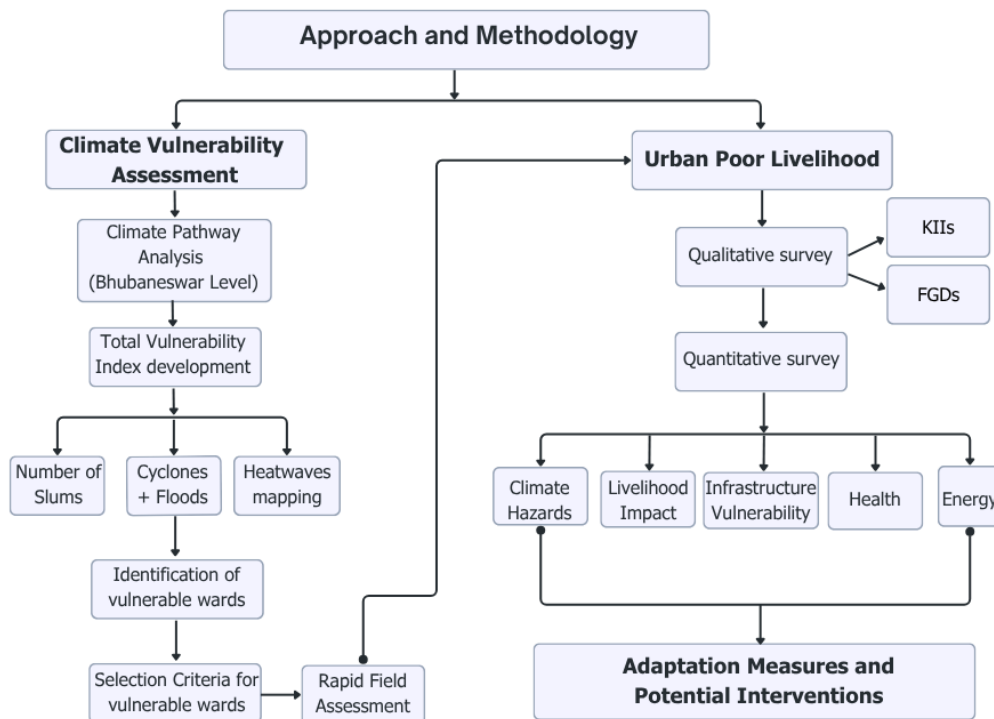 Approach and Methodology
Climate Vulnerability
Assessment
Climate Pathway
Analysis
(Bhubaneswar Level)
Total Vulnerability
Index development
Number of
Slums
Cyclones
+ Floods
Heatwaves
mapping
Identification of
vulnerable wards
Selection Criteria for
vulnerable wards
Rapid Field
Assessment
Urban Poor Livelihood
Qualitative survey
KIIs
FGDs
Quantitative survey
Climate
Hazards
Livelihood
Impact
Infrastructure
Vulnerability
Health
Energy
Adaptation Measures and
Potential Interventions